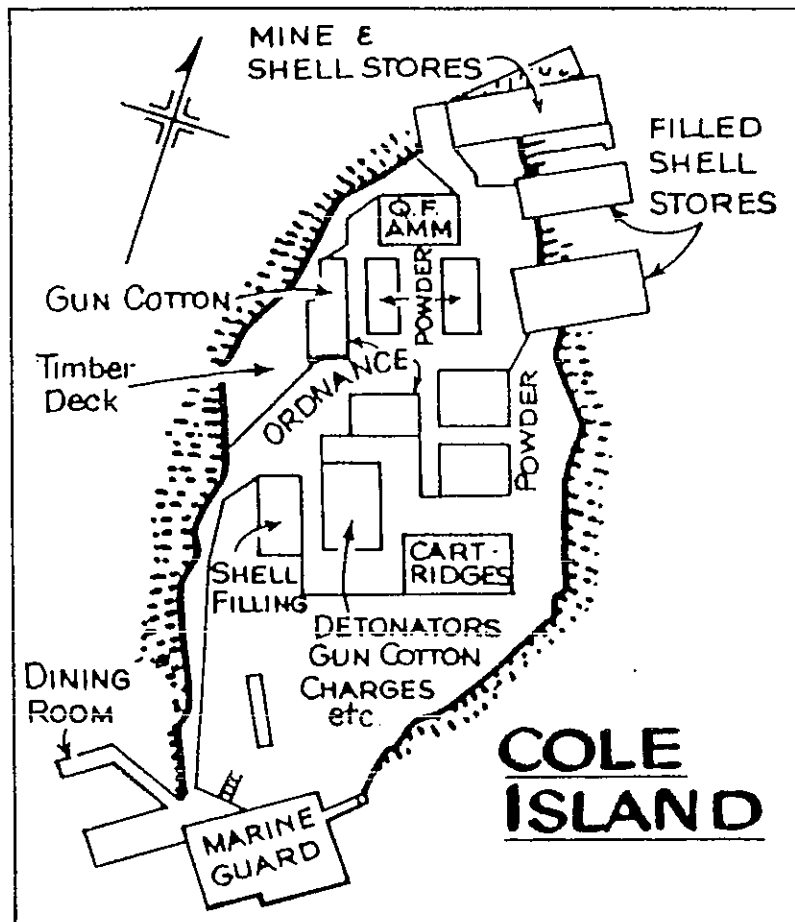 MINE &
SHELL STORES
FILLED
SHELL
STORES
Q.F.
AMM
POWDER
GUN COTTON
Timber
Deck
ORDNANCE
POWDER
SHELL
FILLING
CART-
RIDGES
DETONATORS
GUN COTTON
CHARGES
etc.
DINING
ROOM
MARINE
GUARD
COLE
ISLAND